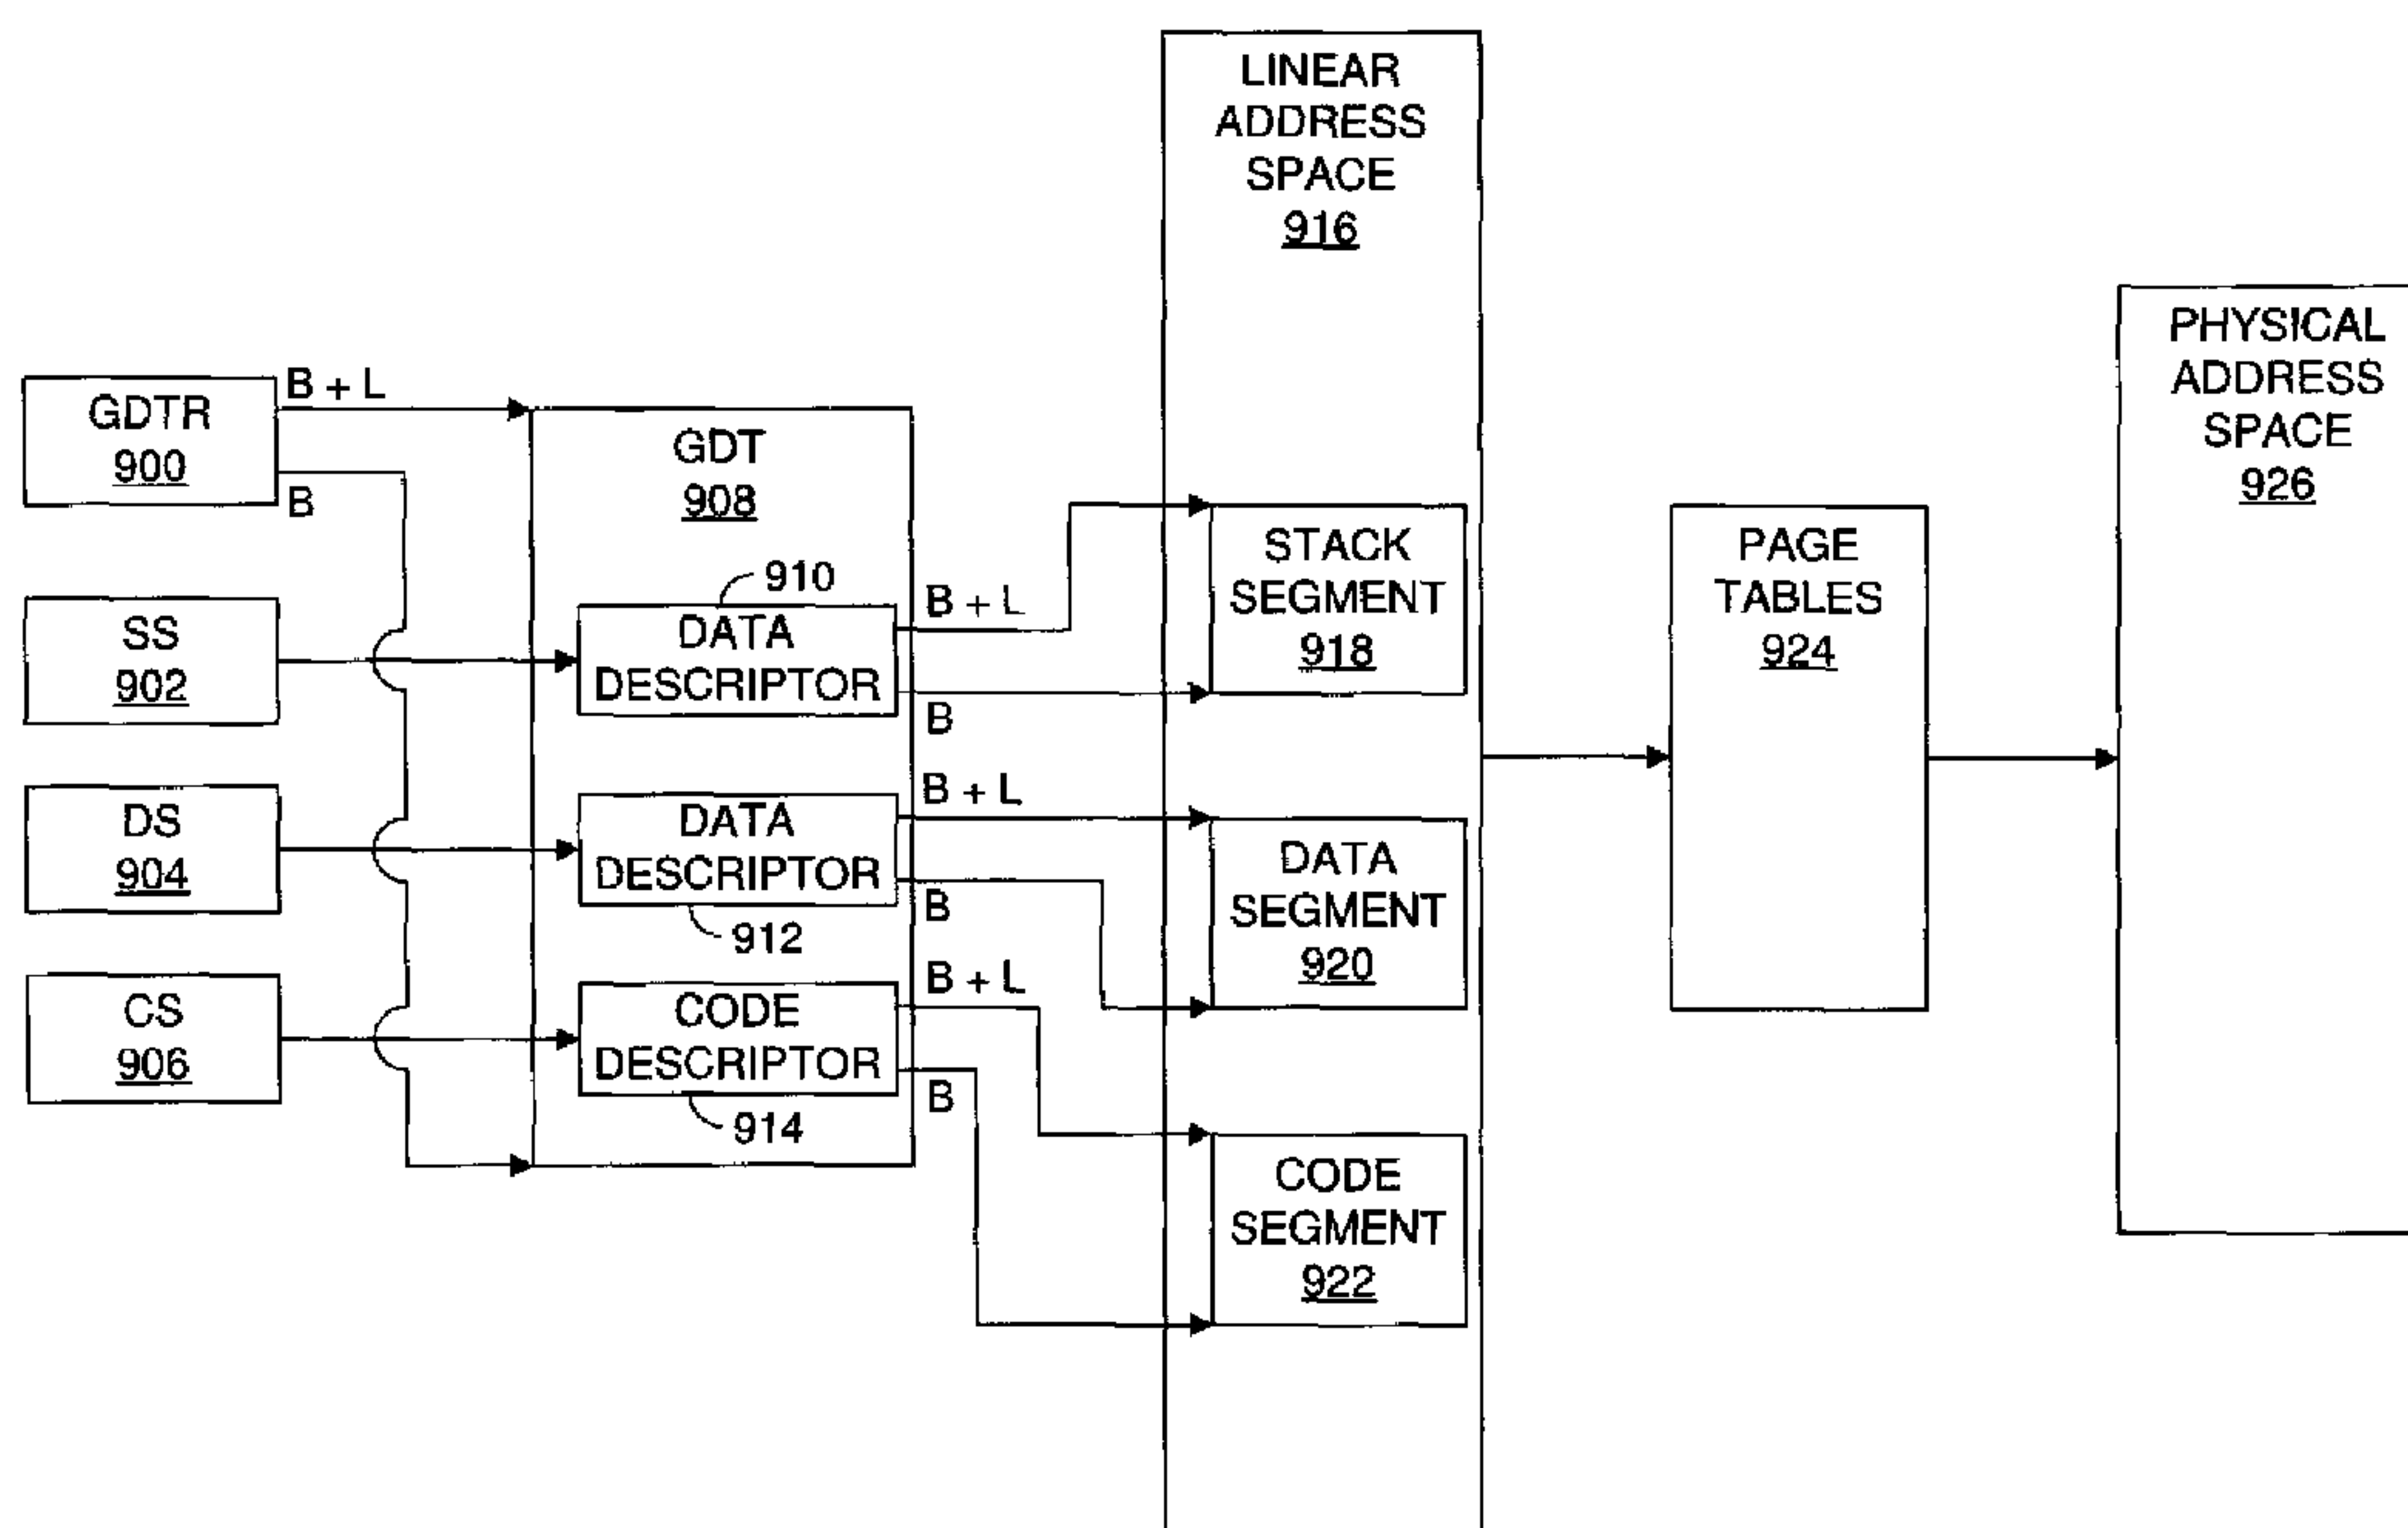 LINEAR
ADDRESS
SPACE
916
PHYSICAL
ADDRESS
SPACE
926
GDTR
900
B + L
B
GDT
908
SS
902
910
DATA
DESCRIPTOR
B + L
B
STACK
SEGMENT
918
PAGE
TABLES
924
DS
904
DATA
DESCRIPTOR
912
B + L
B
DATA
SEGMENT
920
CS
906
CODE
DESCRIPTOR
914
B + L
B
CODE
SEGMENT
922